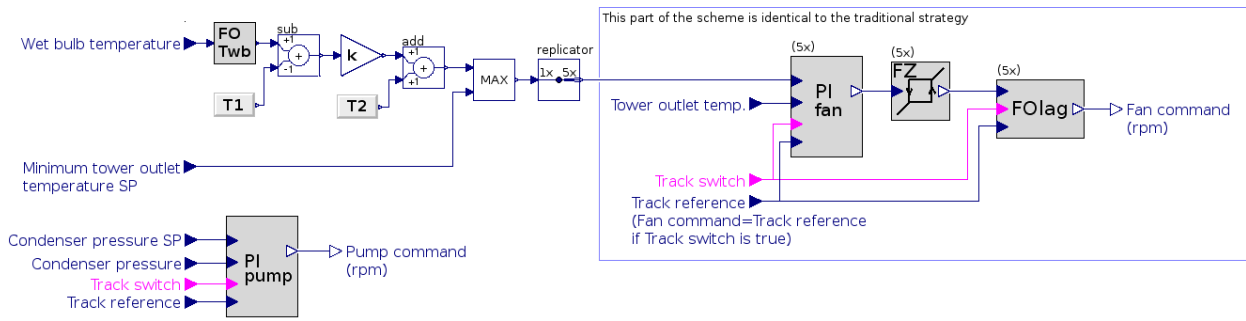 This part of the scheme is identical to the traditional strategy
Wet bulb temperature
FO
Twb
sub
+1
+
-1
T1
k
add
+1
+
+1
T2
MAX
replicator
1x 5x
Minimum tower outlet
temperature SP
(5x)
PI
fan
Tower outlet temp.
(5x)
FZ
(5x)
FOlag
Fan command
(rpm)
Track switch
Track reference
(Fan command=Track reference
if Track switch is true)
Condenser pressure SP
Condenser pressure
Track switch
Track reference
PI
pump
Pump command
(rpm)